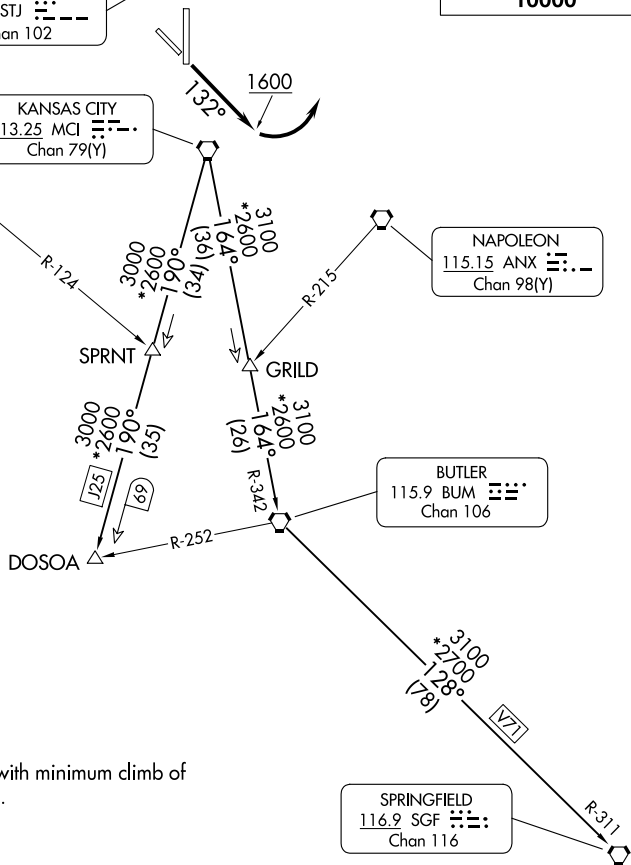 STJ
an 102
10000
1600
132°
KANSAS CITY
13.25 MCI
Chan 79(Y)
3000
*2600
190°
(34)
3100
*2600
164°
(36)
R-124
R-215
NAPOLEON
115.15 ANX
Chan 98(Y)
SPRNT
GRILD
3000
*2600
190°
(35)
3100
*2600
164°
(26)
J25
69
R-342
BUTLER
115.9 BUM
Chan 106
R-252
DOSOA
3100
*2700
128°
(78)
V71
with minimum climb of
.
SPRINGFIELD
116.9 SGF
Chan 116
R-311